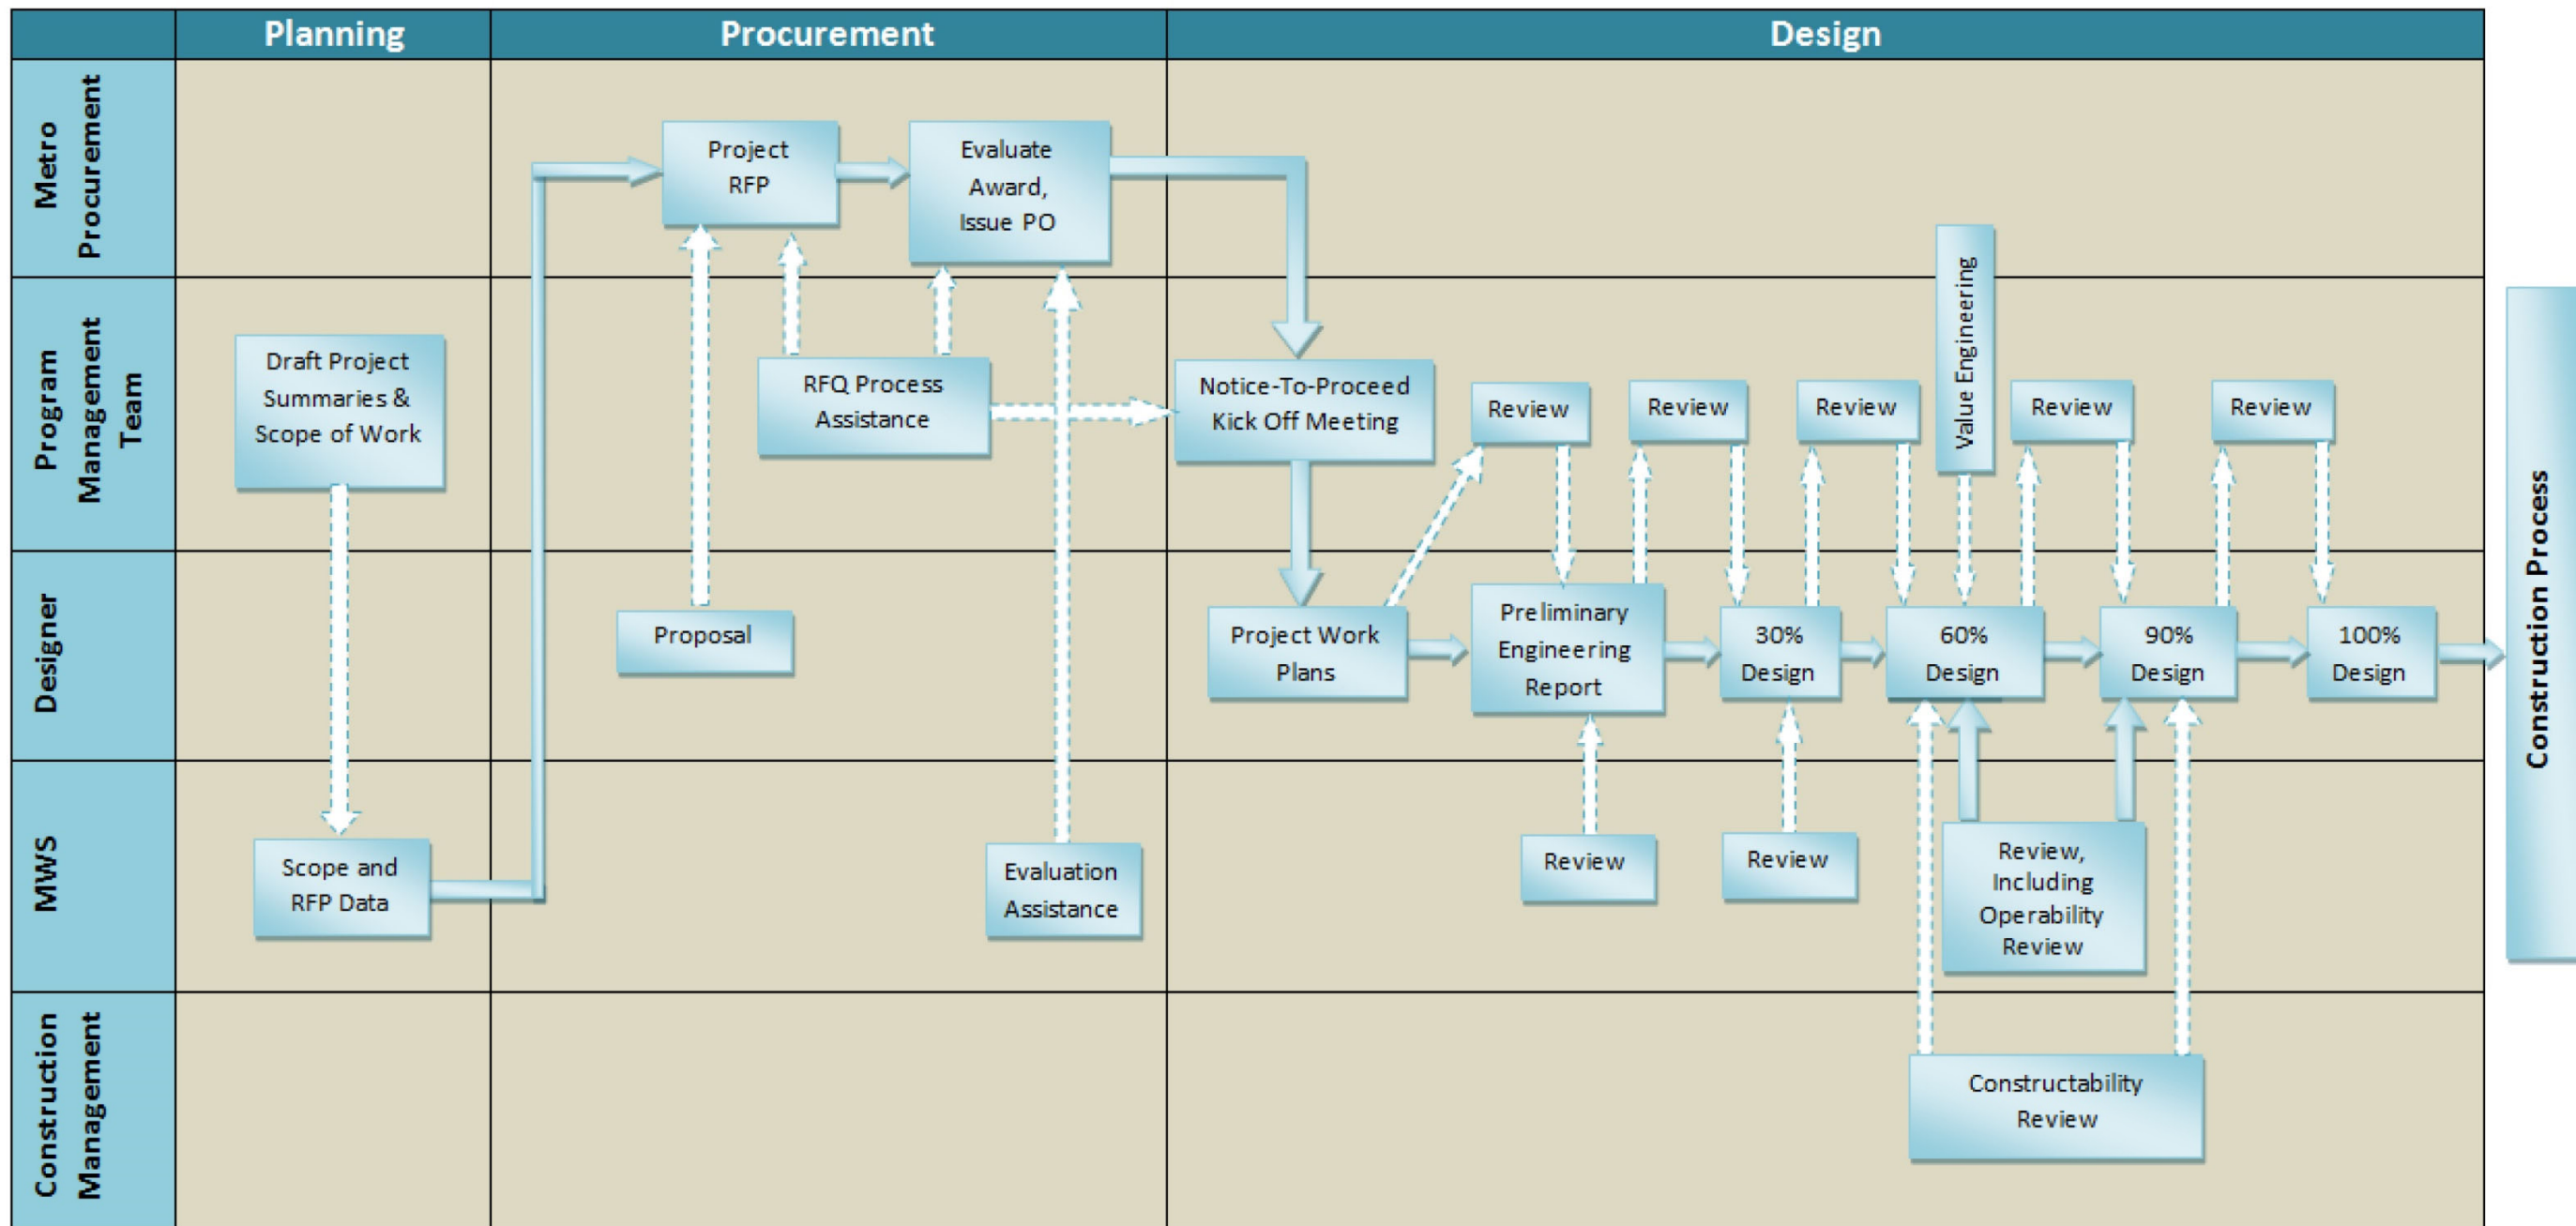 Planning
Procurement
Design
Metro
Procurement
Project
RFP
Evaluate
Award,
Issue PO
Program
Management
Team
Draft Project
Summaries &
Scope of Work
RFQ Process
Assistance
Notice-To-Proceed
Kick Off Meeting
Review
Review
Review
Value Engineering
Review
Review
Designer
Proposal
Project Work
Plans
Preliminary
Engineering
Report
30%
Design
60%
Design
90%
Design
100%
Design
Construction Process
MWS
Scope and
RFP Data
Evaluation
Assistance
Review
Review
Review,
Including
Operability
Review
Construction
Management
Constructability
Review